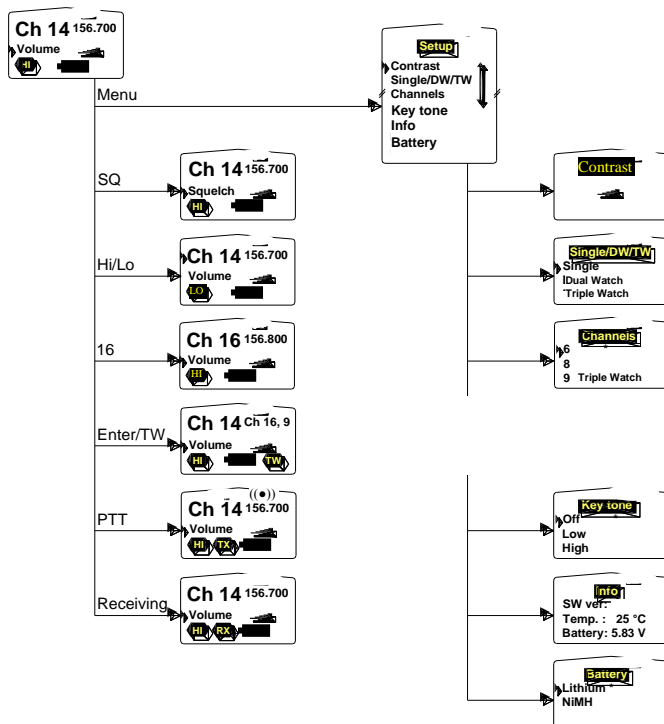 Ch 14 156.700
Volume
HI
Menu
Setup
Contrast
Single/DW/TW
Channels
Key tone
Info
Battery
SQ
Ch 14 156.700
Squelch
HI
Hi/Lo
Ch 14 156.700
Volume
LO
16
Ch 16 156.800
Volume
HI
Enter/TW
Ch 14 Ch 16, 9
Volume
HI TW
PTT
((●))
Ch 14 156.700
Volume
HI TX
Receiving
Ch 14 156.700
Volume
HI RX
Contrast
Single/DW/TW
Single
Dual Watch
Triple Watch
Channels
6
8
9 Triple Watch
Key tone
Off
Low
High
Info
SW ver:
Temp. : 25 °C
Battery: 5.83 V
Battery
Lithium *
NiMH